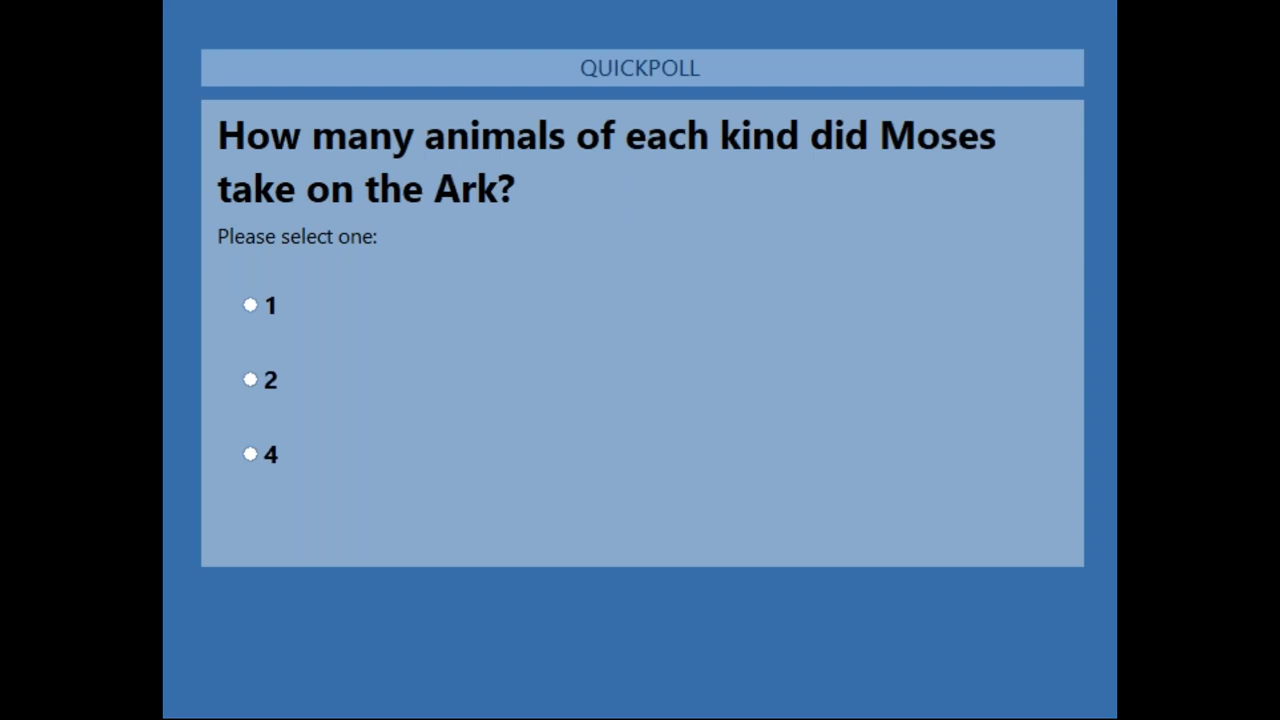 QUICKPOLL
How many animals of each kind did Moses
take on the Ark?
Please select one:
1
2
4